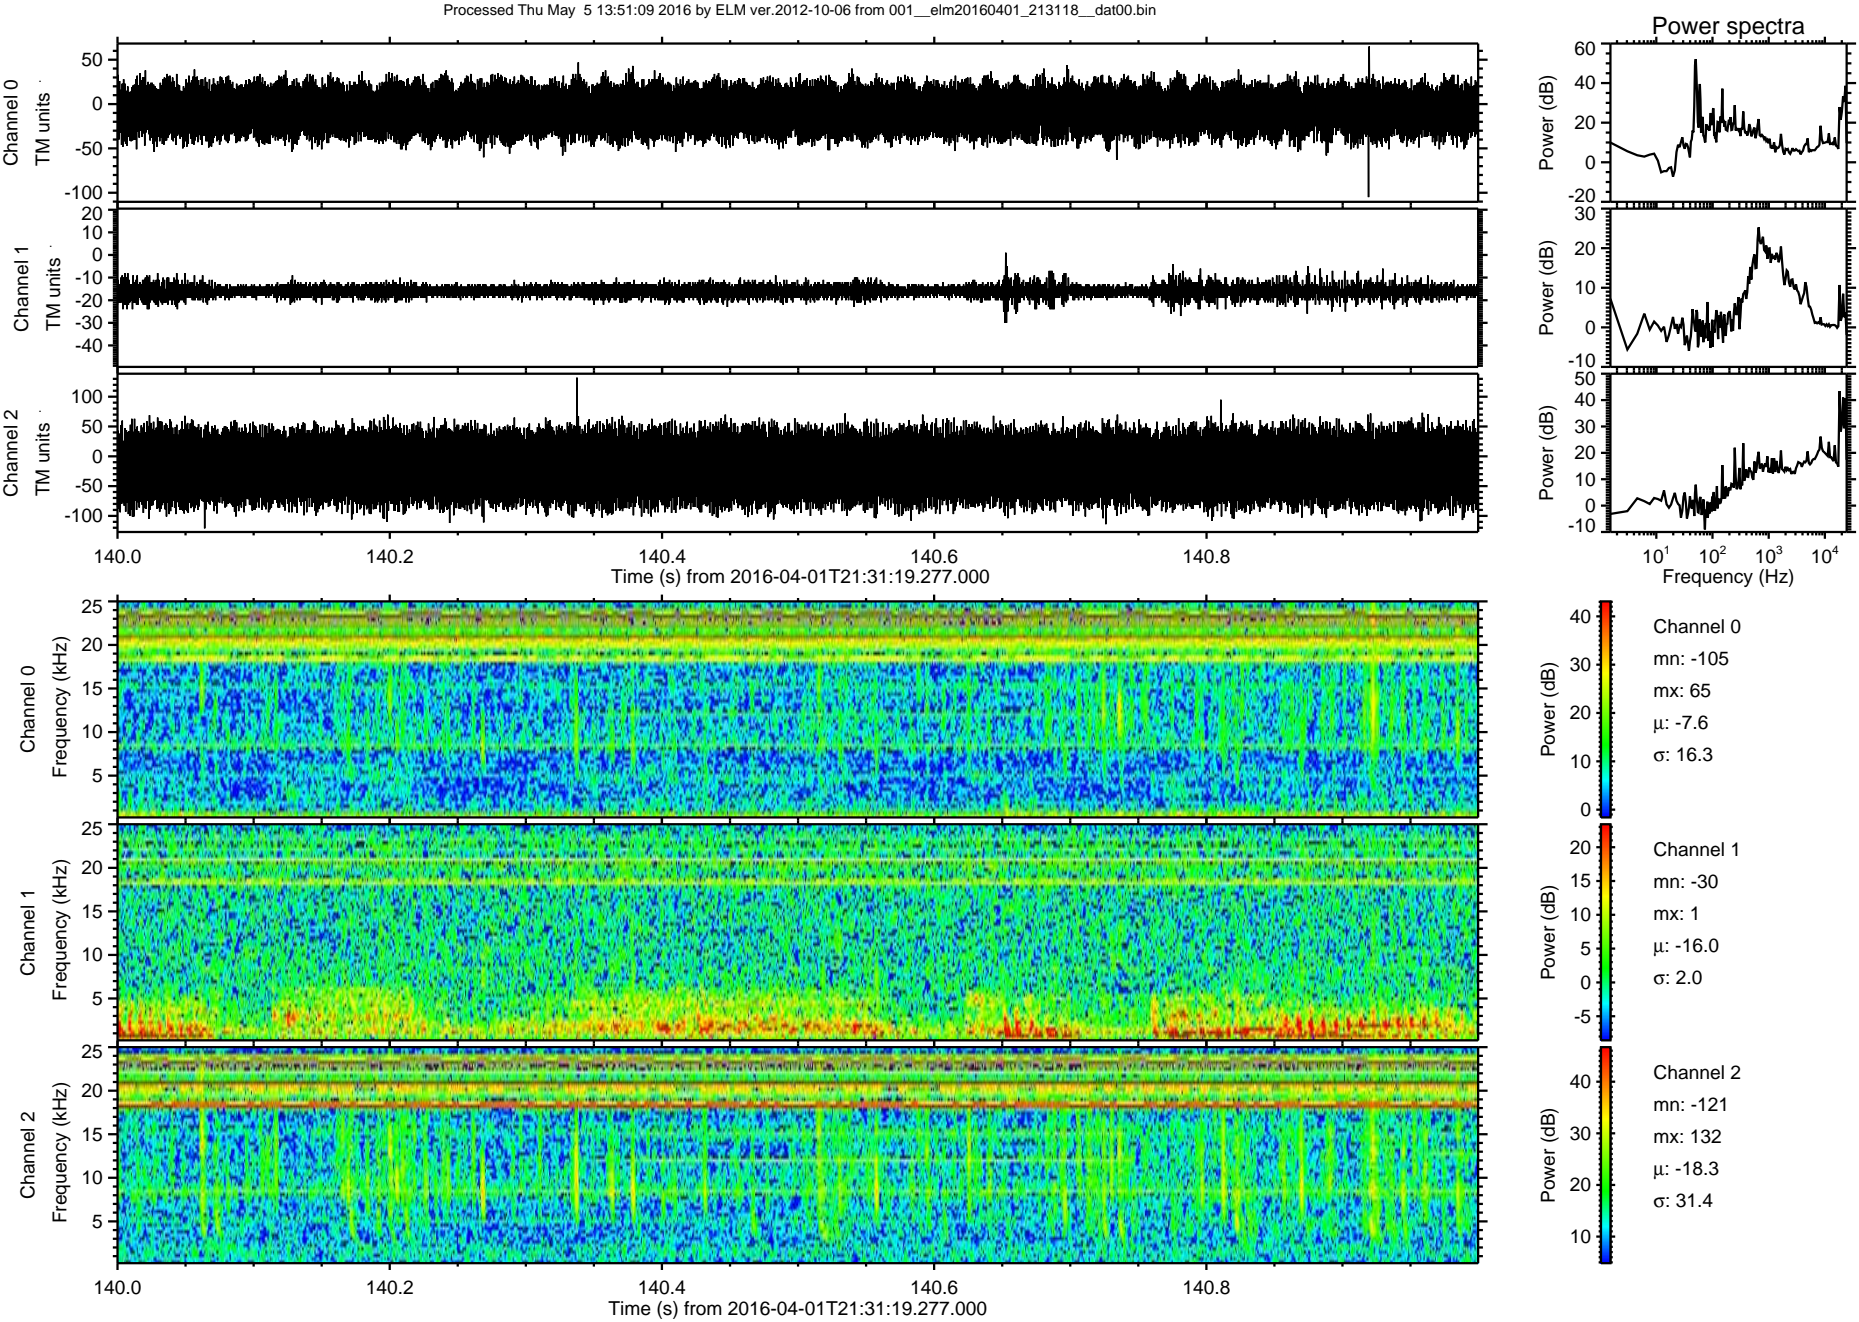 Processed Thu May  5 13:51:09 2016 by ELM ver.2012-10-06 from 001__elm20160401_213118__dat00.bin
Power spectra
Channel 0
TM units
50
0
-50
-100
Power (dB)
60
40
20
0
-20
Channel 1
TM units
20
10
0
-10
-20
-30
-40
Power (dB)
30
20
10
0
-10
Channel 2
TM units
100
50
0
-50
-100
Power (dB)
50
40
30
20
10
0
-10
140.0 140.2 140.4 140.6 140.8
Time (s) from 2016-04-01T21:31:19.277.000
10¹ 10² 10³ 10⁴
Frequency (Hz)
Channel 0
Frequency (kHz)
25
20
15
10
5
Power (dB)
40
30
20
10
0
Channel 0
mn: -105
mx: 65
μ: -7.6
σ: 16.3
Channel 1
Frequency (kHz)
25
20
15
10
5
Power (dB)
20
15
10
5
0
-5
Channel 1
mn: -30
mx: 1
μ: -16.0
σ: 2.0
Channel 2
Frequency (kHz)
25
20
15
10
5
Power (dB)
40
30
20
10
Channel 2
mn: -121
mx: 132
μ: -18.3
σ: 31.4
140.0 140.2 140.4 140.6 140.8
Time (s) from 2016-04-01T21:31:19.277.000